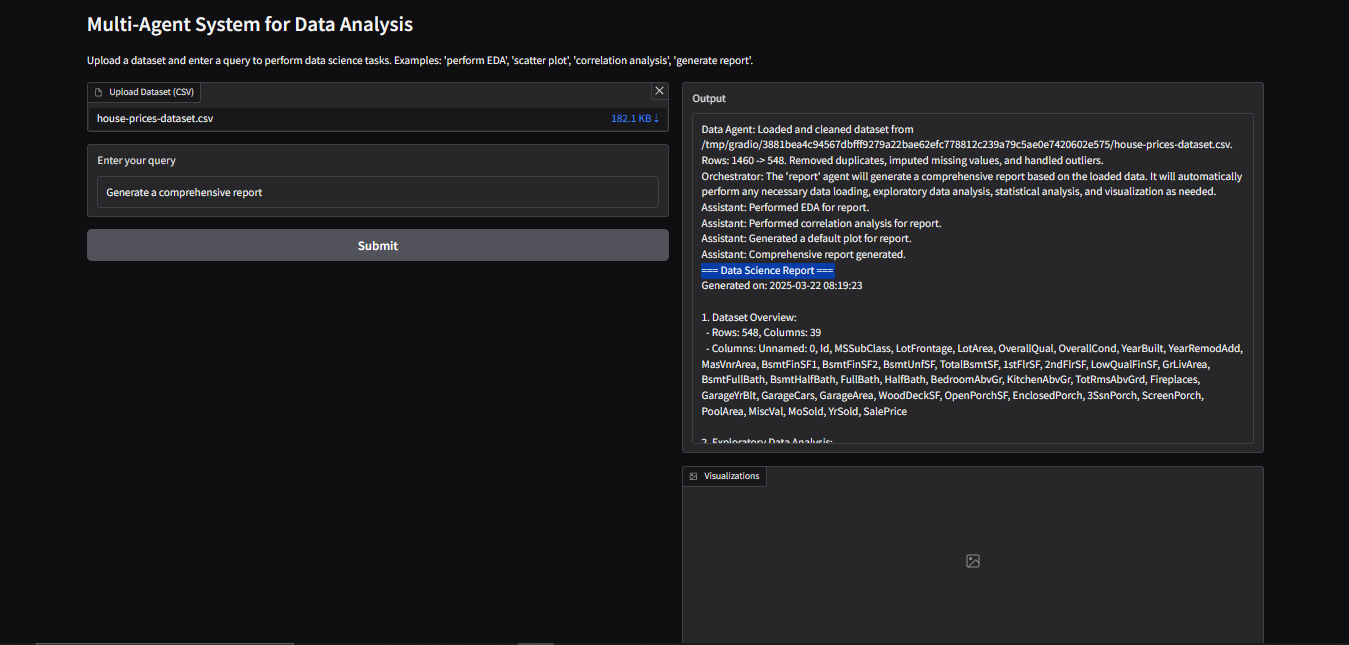 Multi-Agent System for Data Analysis
Upload a dataset and enter a query to perform data science tasks. Examples: 'perform EDA', 'scatter plot', 'correlation analysis', 'generate report'.
Upload Dataset (CSV)
house-prices-dataset.csv
182.1 KB ↓
Enter your query
Generate a comprehensive report
Submit
Output
Data Agent: Loaded and cleaned dataset from
/tmp/gradio/3881bea4c94567dbfff9279a22bae62efc778812c239a79c5ae0e7420602e575/house-prices-dataset.csv.
Rows: 1460 -> 548. Removed duplicates, imputed missing values, and handled outliers.
Orchestrator: The 'report' agent will generate a comprehensive report based on the loaded data. It will automatically
perform any necessary data loading, exploratory data analysis, statistical analysis, and visualization as needed.
Assistant: Performed EDA for report.
Assistant: Performed correlation analysis for report.
Assistant: Generated a default plot for report.
Assistant: Comprehensive report generated.
=== Data Science Report ===
Generated on: 2025-03-22 08:19:23
1. Dataset Overview:
- Rows: 548, Columns: 39
- Columns: Unnamed: 0, Id, MSSubClass, LotFrontage, LotArea, OverallQual, OverallCond, YearBuilt, YearRemodAdd,
MasVnrArea, BsmtFinSF1, BsmtFinSF2, BsmtUnfSF, TotalBsmtSF, 1stFlrSF, 2ndFlrSF, LowQualFinSF, GrLivArea,
BsmtFullBath, BsmtHalfBath, FullBath, HalfBath, BedroomAbvGr, KitchenAbvGr, TotRmsAbvGrd, Fireplaces,
GarageYrBlt, GarageCars, GarageArea, WoodDeckSF, OpenPorchSF, EnclosedPorch, 3SsnPorch, ScreenPorch,
PoolArea, MiscVal, MoSold, YrSold, SalePrice
2. Exploratory Data Analysis:
Visualizations